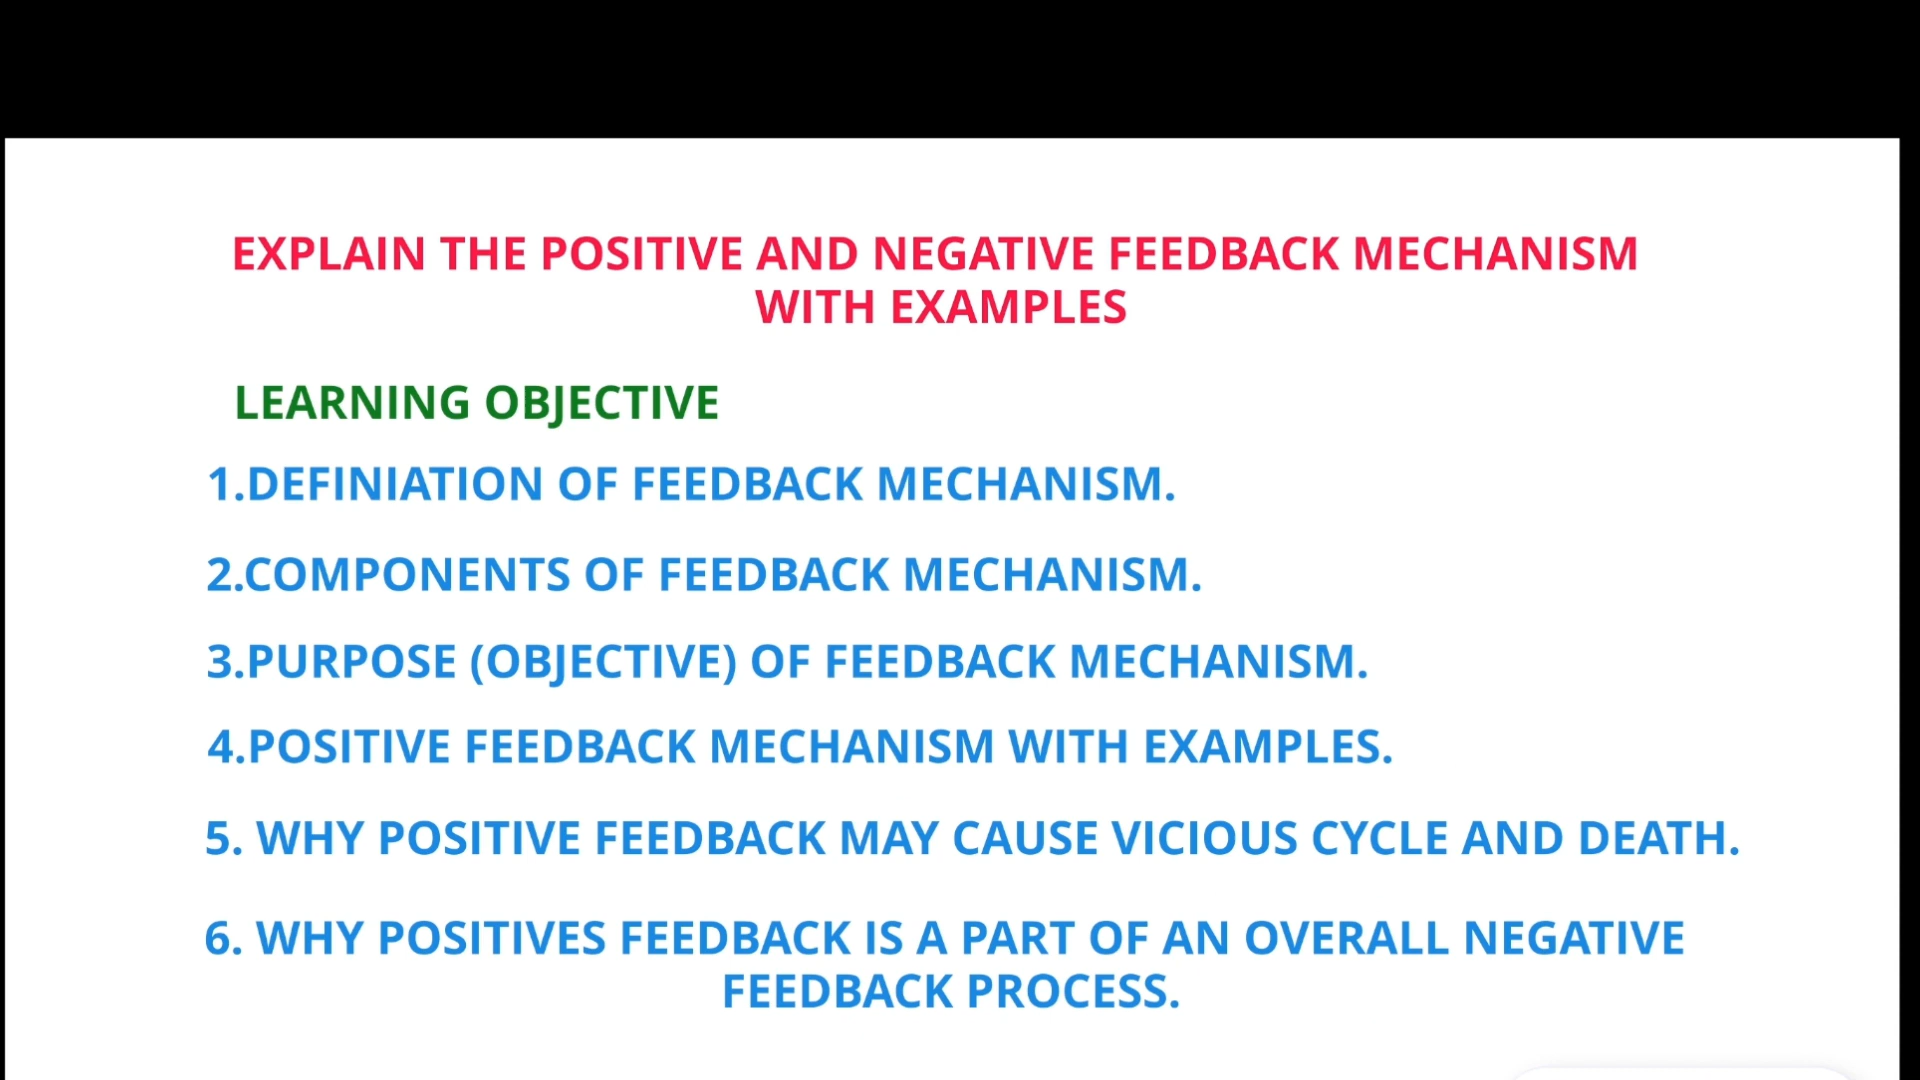 EXPLAIN THE POSITIVE AND NEGATIVE FEEDBACK MECHANISM
WITH EXAMPLES
LEARNING OBJECTIVE
1.DEFINIATION OF FEEDBACK MECHANISM.
2.COMPONENTS OF FEEDBACK MECHANISM.
3.PURPOSE (OBJECTIVE) OF FEEDBACK MECHANISM.
4.POSITIVE FEEDBACK MECHANISM WITH EXAMPLES.
5. WHY POSITIVE FEEDBACK MAY CAUSE VICIOUS CYCLE AND DEATH.
6. WHY POSITIVES FEEDBACK IS A PART OF AN OVERALL NEGATIVE
FEEDBACK PROCESS.